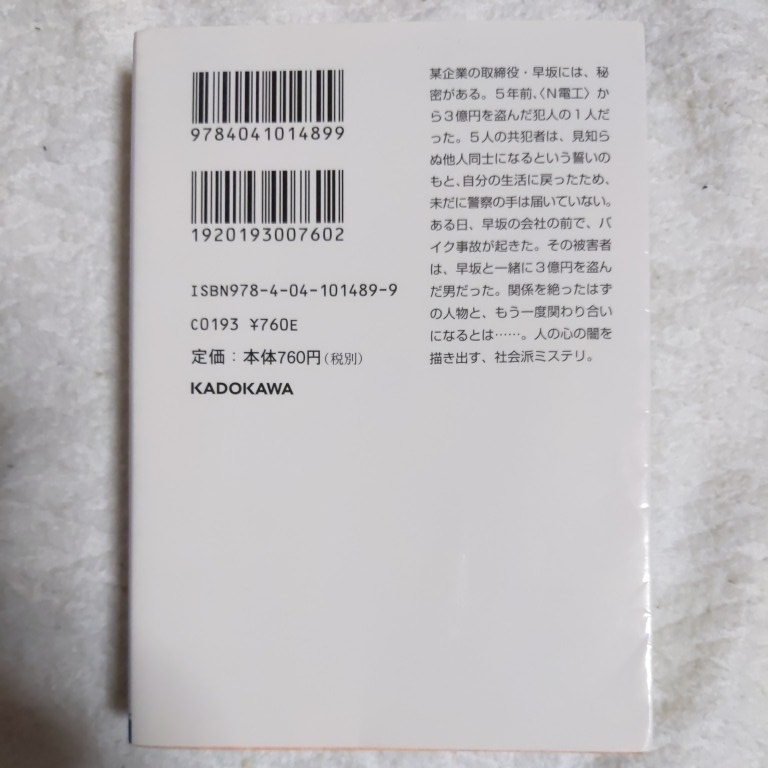 9784041014899
1920193007602
ISBN978-4-04-101489-9
C0193 ¥760E
定価：本体760円（税別）
KADOKAWA
某企業の取締役・早坂には、秘
密がある。５年前、〈Ｎ電工〉か
ら３億円を盗んだ犯人の１人だ
った。５人の共犯者は、見知ら
ぬ他人同士になるという誓いの
もと、自分の生活に戻ったため、
未だに警察の手は届いていない。
ある日、早坂の会社の前で、バ
イク事故が起きた。その被害者
は、早坂と一緒に３億円を盗ん
だ男だった。関係を絶ったはず
の人物と、もう一度関わり合い
になるとは……。人の心の闇を
描き出す、社会派ミステリ。